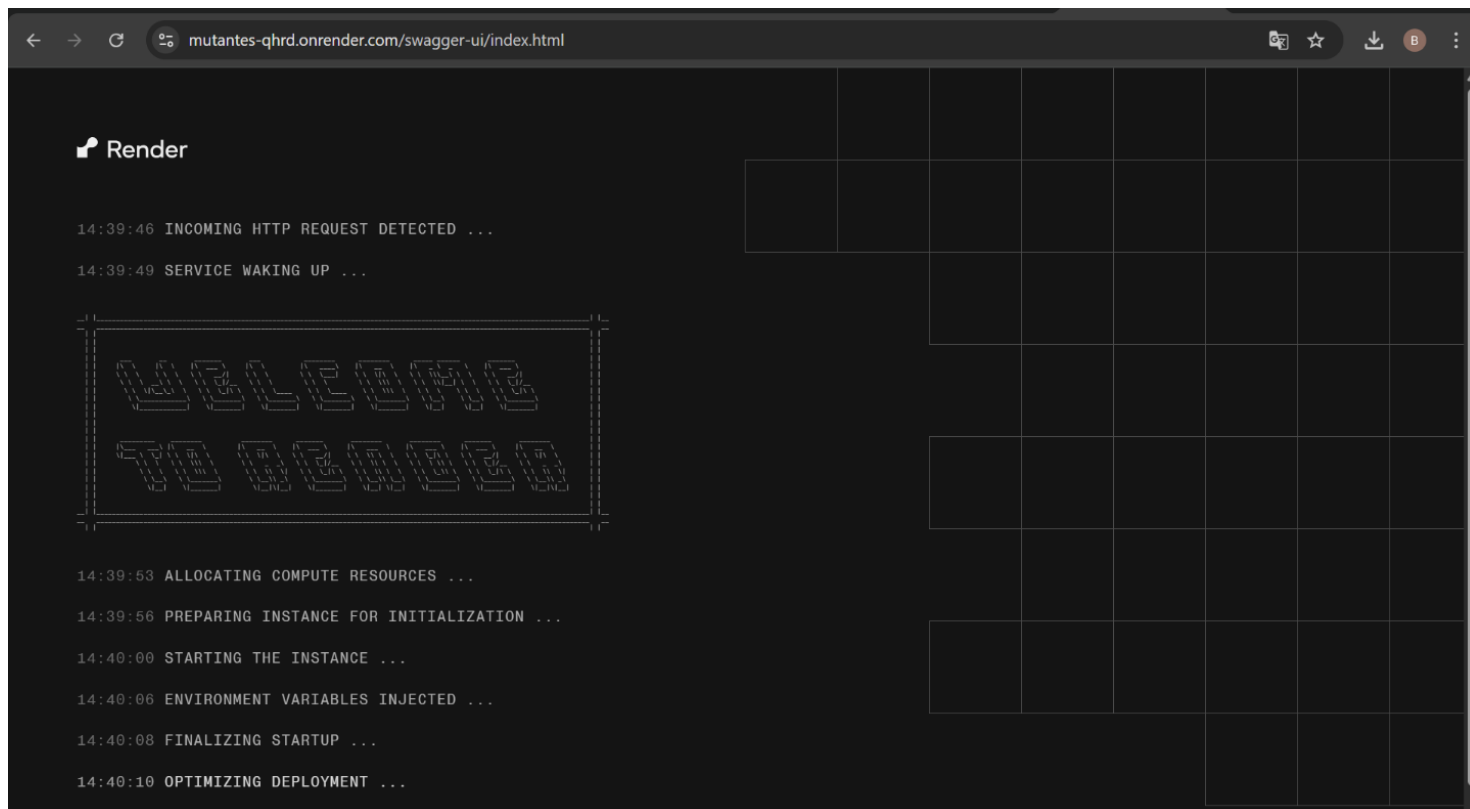 mutantes-qhrd.onrender.com/swagger-ui/index.html
B
Render
14:39:46 INCOMING HTTP REQUEST DETECTED ...
14:39:49 SERVICE WAKING UP ...
WELCOME
TO RENDER
14:39:53 ALLOCATING COMPUTE RESOURCES ...
14:39:56 PREPARING INSTANCE FOR INITIALIZATION ...
14:40:00 STARTING THE INSTANCE ...
14:40:06 ENVIRONMENT VARIABLES INJECTED ...
14:40:08 FINALIZING STARTUP ...
14:40:10 OPTIMIZING DEPLOYMENT ...